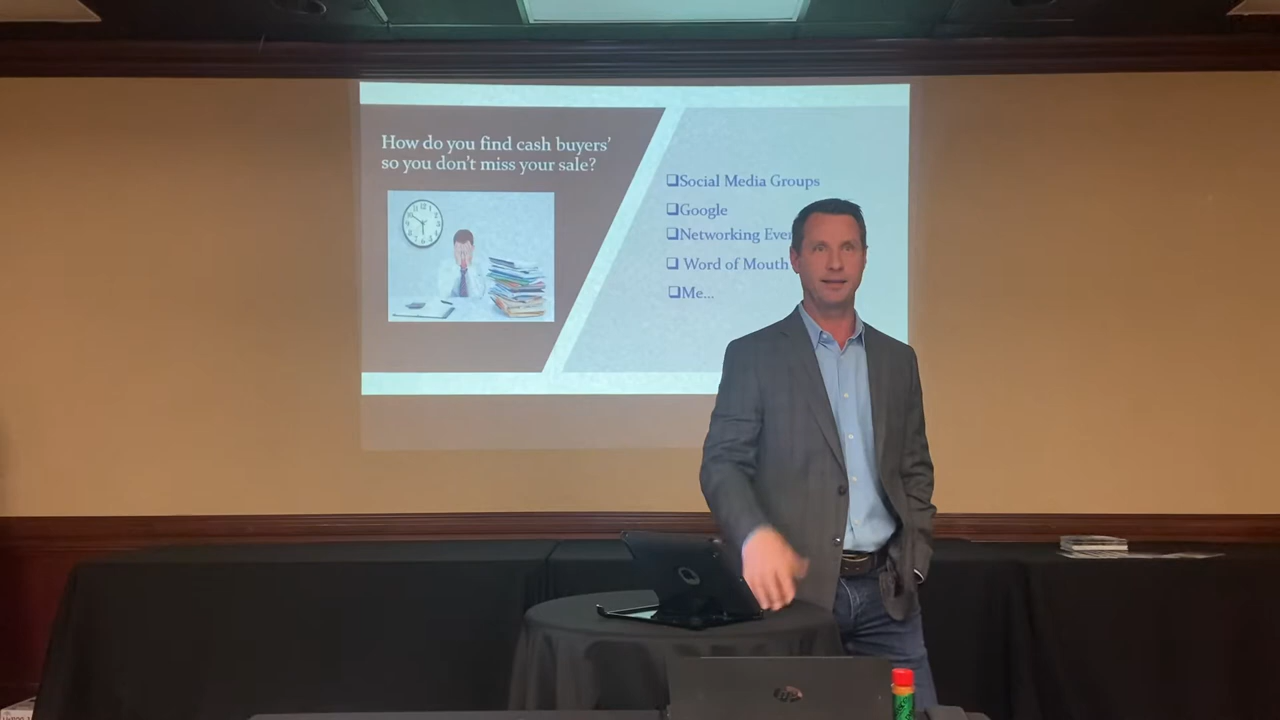 How do you find cash buyers'
so you don't miss your sale?
❑Social Media Groups
❑Google
❑Networking
❑ Word of Mouth
❑Me...
hp